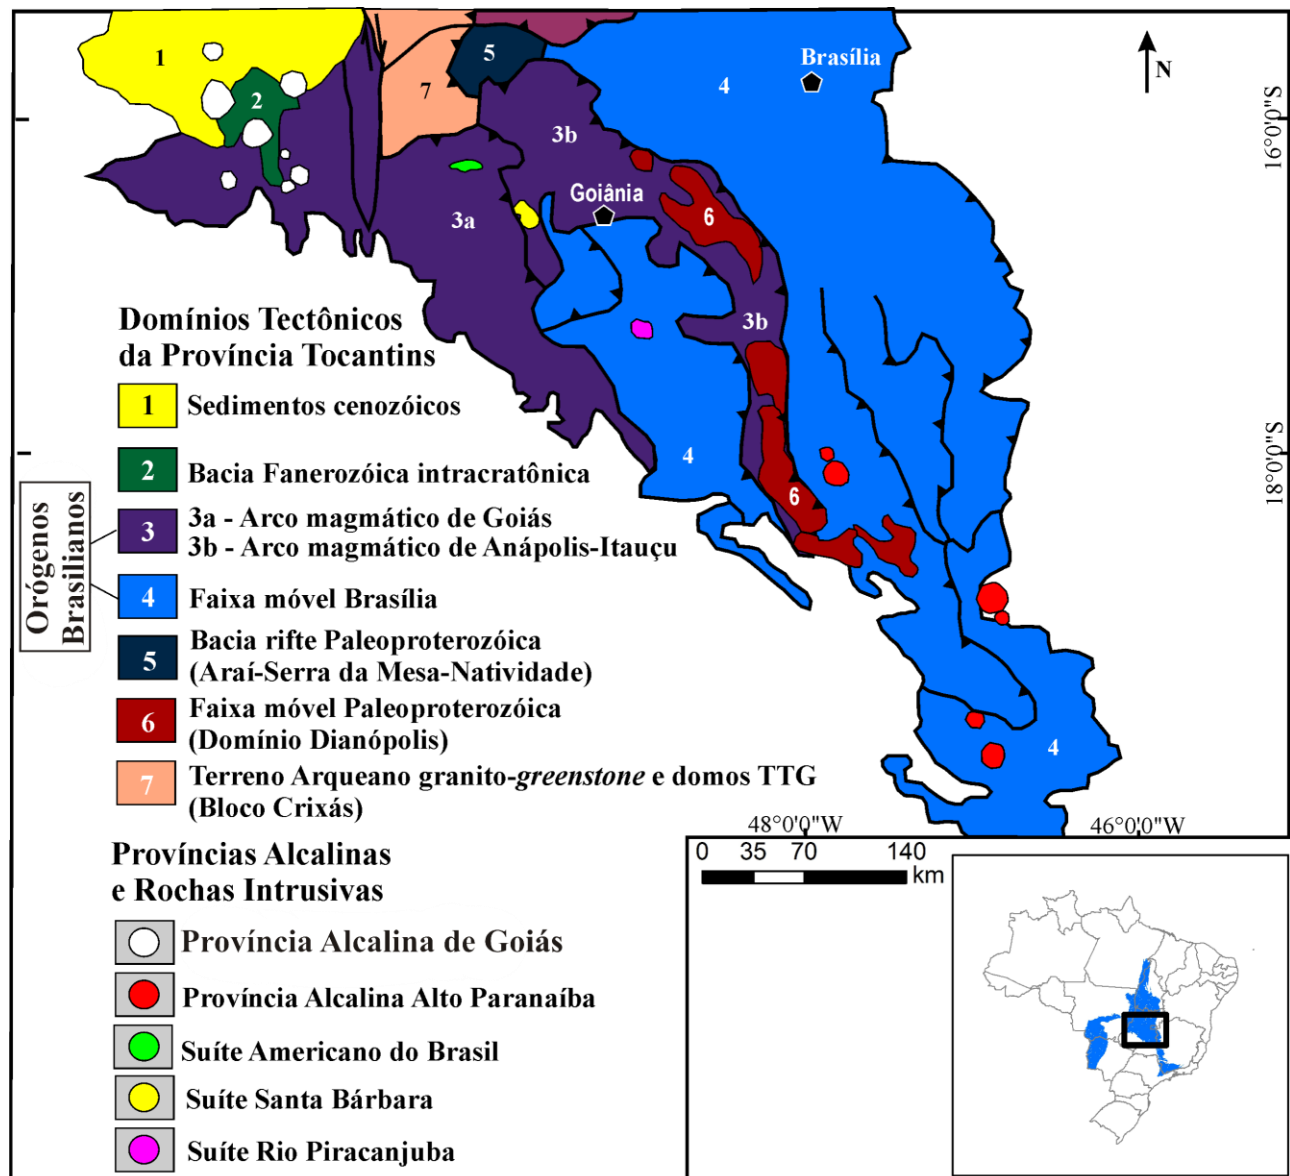 1
2
5
7
4
Brasília
N
16°0'0"S
3b
Goiânia
3a
6
3b
4
6
18°0'0"S
4
48°0'0"W
46°0'0"W
Domínios Tectônicos
da Província Tocantins
1 Sedimentos cenozóicos
2 Bacia Fanerozóica intracratônica
Orógenos
Brasilianos
3 3a - Arco magmático de Goiás
3b - Arco magmático de Anápolis-Itauçu
4 Faixa móvel Brasília
5 Bacia rifte Paleoproterozóica
(Araí-Serra da Mesa-Natividade)
6 Faixa móvel Paleoproterozóica
(Domínio Dianópolis)
7 Terreno Arqueano granito-greenstone e domos TTG
(Bloco Crixás)
Províncias Alcalinas
e Rochas Intrusivas
Província Alcalina de Goiás
Província Alcalina Alto Paranaíba
Suíte Americano do Brasil
Suíte Santa Bárbara
Suíte Rio Piracanjuba
0 35 70 140
km